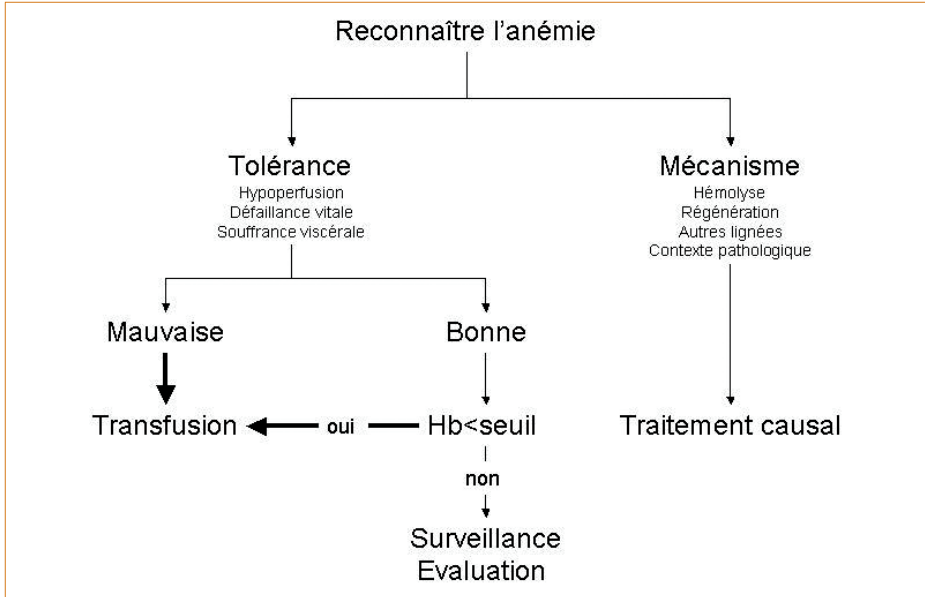 Reconnaître l'anémie
Tolérance
Hypoperfusion
Défaillance vitale
Souffrance viscérale
Mécanisme
Hémolyse
Régénération
Autres lignées
Contexte pathologique
Mauvaise
Bonne
Transfusion
oui
Hb<seuil
Traitement causal
non
Surveillance
Evaluation